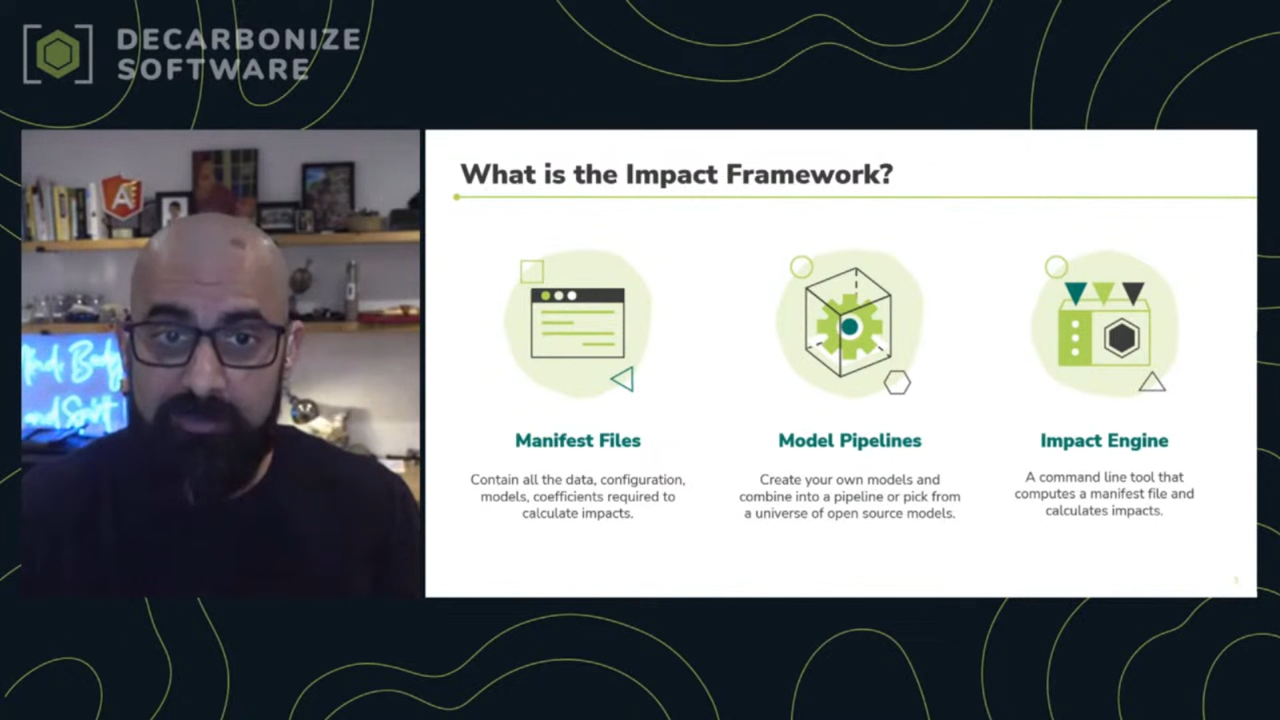 DECARBONIZE
SOFTWARE
What is the Impact Framework?
Manifest Files
Contain all the data, configuration,
models, coefficients required to
calculate impacts.
Model Pipelines
Create your own models and
combine into a pipeline or pick from
a universe of open source models.
Impact Engine
A command line tool that
computes a manifest file and
calculates impacts.
3
A
Body